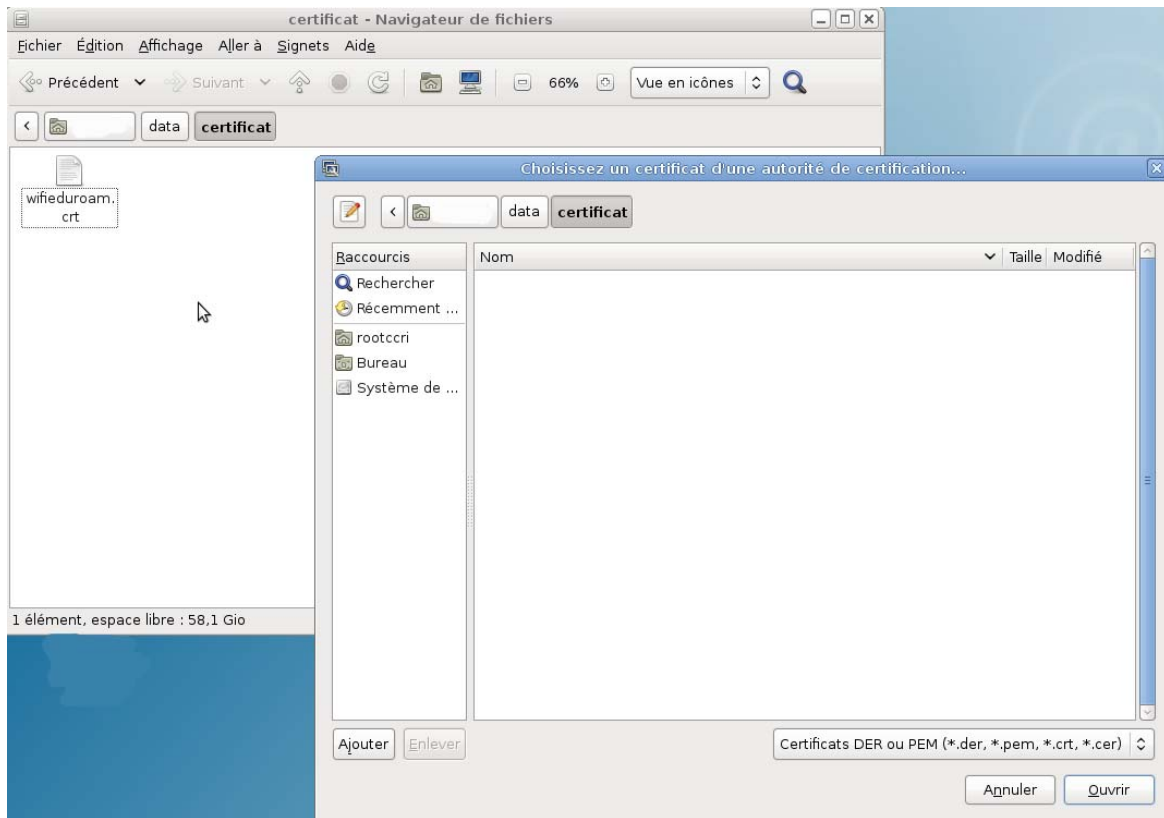 certificat - Navigateur de fichiers
Fichier Édition Affichage Aller à Signets Aide
Précédent Suivant 66% Vue en icônes
data certificat
wifieduroam.
crt
1 élément, espace libre : 58,1 Gio
Choisissez un certificat d'une autorité de certification...
data certificat
Raccourcis
Rechercher
Récemment ...
rootccri
Bureau
Système de ...
Nom Taille Modifié
Ajouter Enlever
Certificats DER ou PEM (*.der, *.pem, *.crt, *.cer)
Annuler Ouvrir